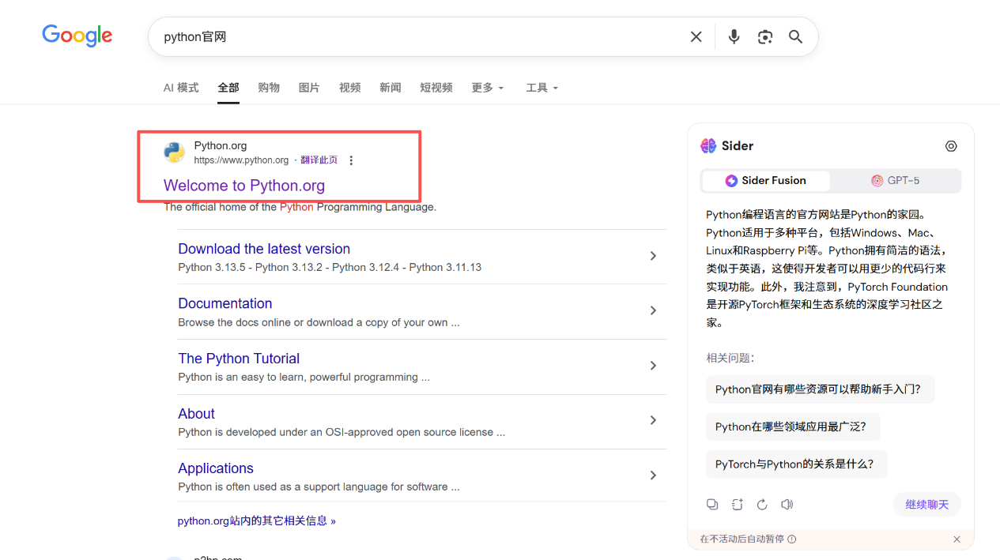 Google
python官网
AI 模式 全部 购物 图片 视频 新闻 短视频 更多 工具
Python.org
https://www.python.org · 翻译此页
Welcome to Python.org
The official home of the Python Programming Language.
Download the latest version
Python 3.13.5 - Python 3.13.2 - Python 3.12.4 - Python 3.11.13
Documentation
Browse the docs online or download a copy of your own ...
The Python Tutorial
Python is an easy to learn, powerful programming ...
About
Python is developed under an OSI-approved open source license ...
Applications
Python is often used as a support language for software ...
python.org站内的其它相关信息 »
Sider
Sider Fusion GPT-5
Python编程语言的官方网站是Python的家园。
Python适用于多种平台，包括Windows、Mac、
Linux和Raspberry Pi等。Python拥有简洁的语法，
类似于英语，这使得开发者可以用更少的代码行来
实现功能。此外，我注意到，PyTorch Foundation
是开源PyTorch框架和生态系统的深度学习社区之
家。
相关问题：
Python官网有哪些资源可以帮助新手入门？
Python在哪些领域应用最广泛？
PyTorch与Python的关系是什么？
继续聊天
在不活动后自动暂停